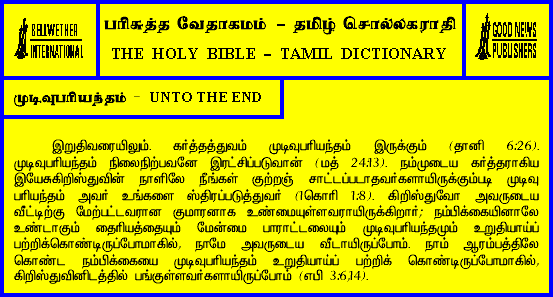 BELLWETHER
INTERNATIONAL
பரிசுத்த வேதாகமம் - தமிழ் சொல்லகராதி
THE HOLY BIBLE - TAMIL DICTIONARY
GOOD NEWS
PUBLISHERS
முடிவுபரியந்தம் - UNTO THE END
இறுதிவரையிலும். கர்த்தத்துவம் முடிவுபரியந்தம் இருக்கும் (தானி 6:26).
முடிவுபரியந்தம் நிலைநிற்பவனே இரட்சிப்படுவான் (மத் 24:13). நம்முடைய கர்த்தராகிய
இயேசுகிறிஸ்துவின் நாளிலே நீங்கள் குற்றஞ் சாட்டப்படாதவர்களாயிருக்கும்படி முடிவு
பரியந்தம் அவர் உங்களை ஸ்திரப்படுத்துவர் (1கொரி 1:8). கிறிஸ்துவோ அவருடைய
வீட்டிற்கு மேற்பட்டவரான குமாரனாக உண்மையுள்ளவராயிருக்கிறார்; நம்பிக்கையினாலே
உண்டாகும் தைரியத்தையும் மேன்மை பாராட்டலையும் முடிவுபரியந்தமும் உறுதியாய்ப்
பற்றிக்கொண்டிருப்போமாகில், நாமே அவருடைய வீடாயிருப்போம். நாம் ஆரம்பத்திலே
கொண்ட நம்பிக்கையை முடிவுபரியந்தம் உறுதியாய்ப் பற்றிக் கொண்டிருப்போமாகில்,
கிறிஸ்துவினிடத்தில் பங்குள்ளவர்களாயிருப்போம் (எபி 3:6,14).